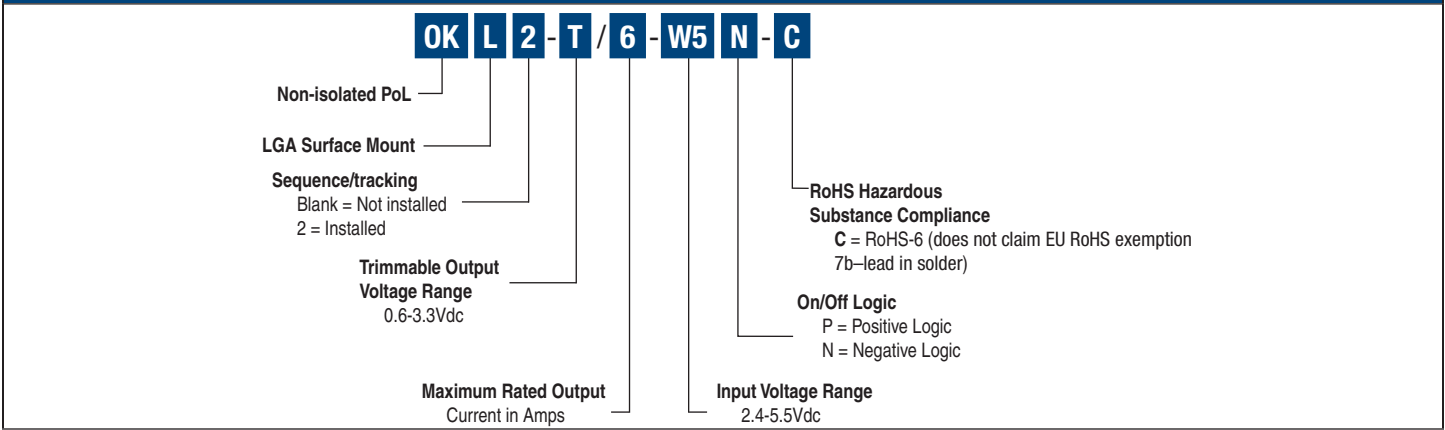 OK L 2 - T / 6 - W5 N - C
Non-isolated PoL
LGA Surface Mount
Sequence/tracking
Blank = Not installed
2 = Installed
Trimmable Output
Voltage Range
0.6-3.3Vdc
Maximum Rated Output
Current in Amps
RoHS Hazardous
Substance Compliance
C = RoHS-6 (does not claim EU RoHS exemption
7b–lead in solder)
On/Off Logic
P = Positive Logic
N = Negative Logic
Input Voltage Range
2.4-5.5Vdc